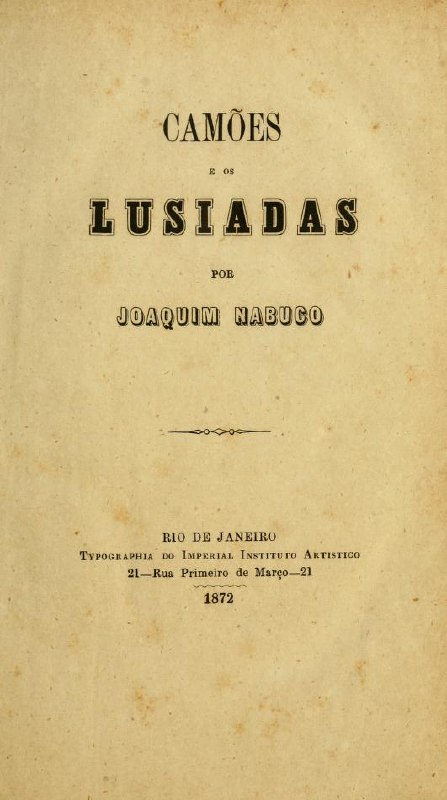 CAMÕES
E OS
LUSIADAS
POR
JOAQUIM NABUCO
RIO DE JANEIRO
TYPOGRAPHIA DO IMPERIAL INSTITUTO ARTISTICO
21—Rua Primeiro de Março—21
1872